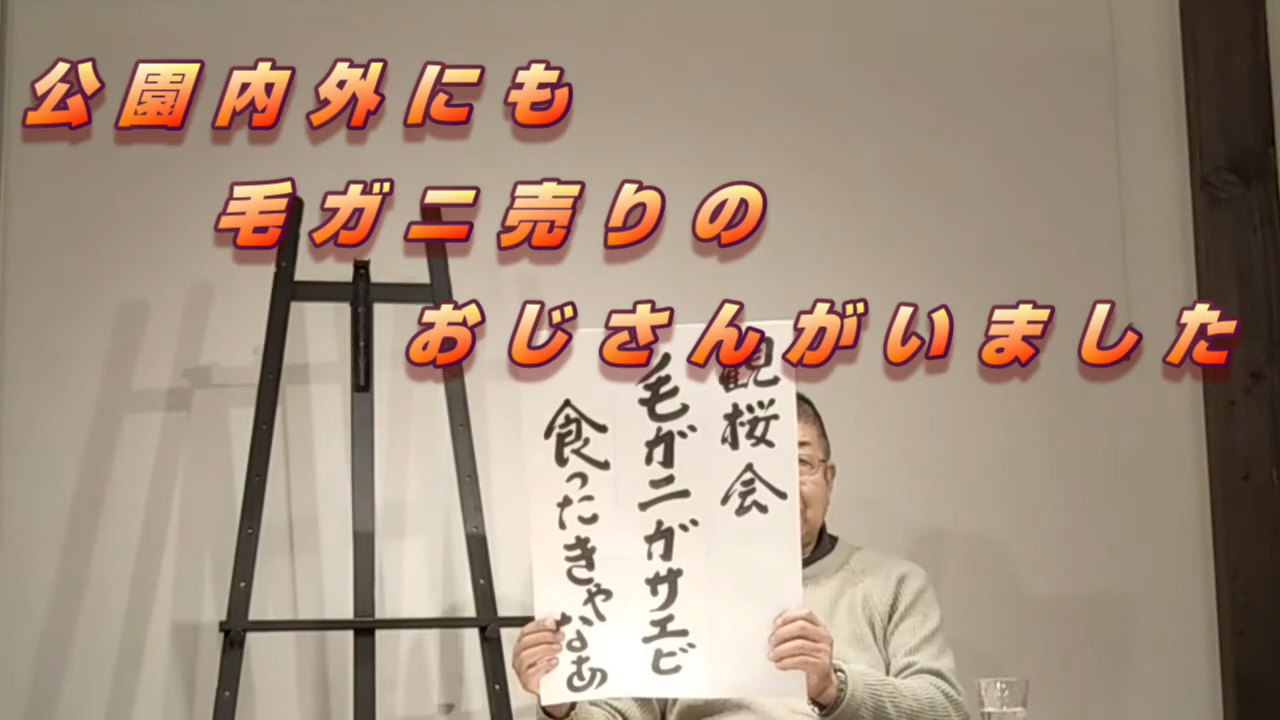 公園内外にも
毛ガニ売りの
おじさんがいました
観桜会
毛ガニガサエビ
食ったきゃなあ